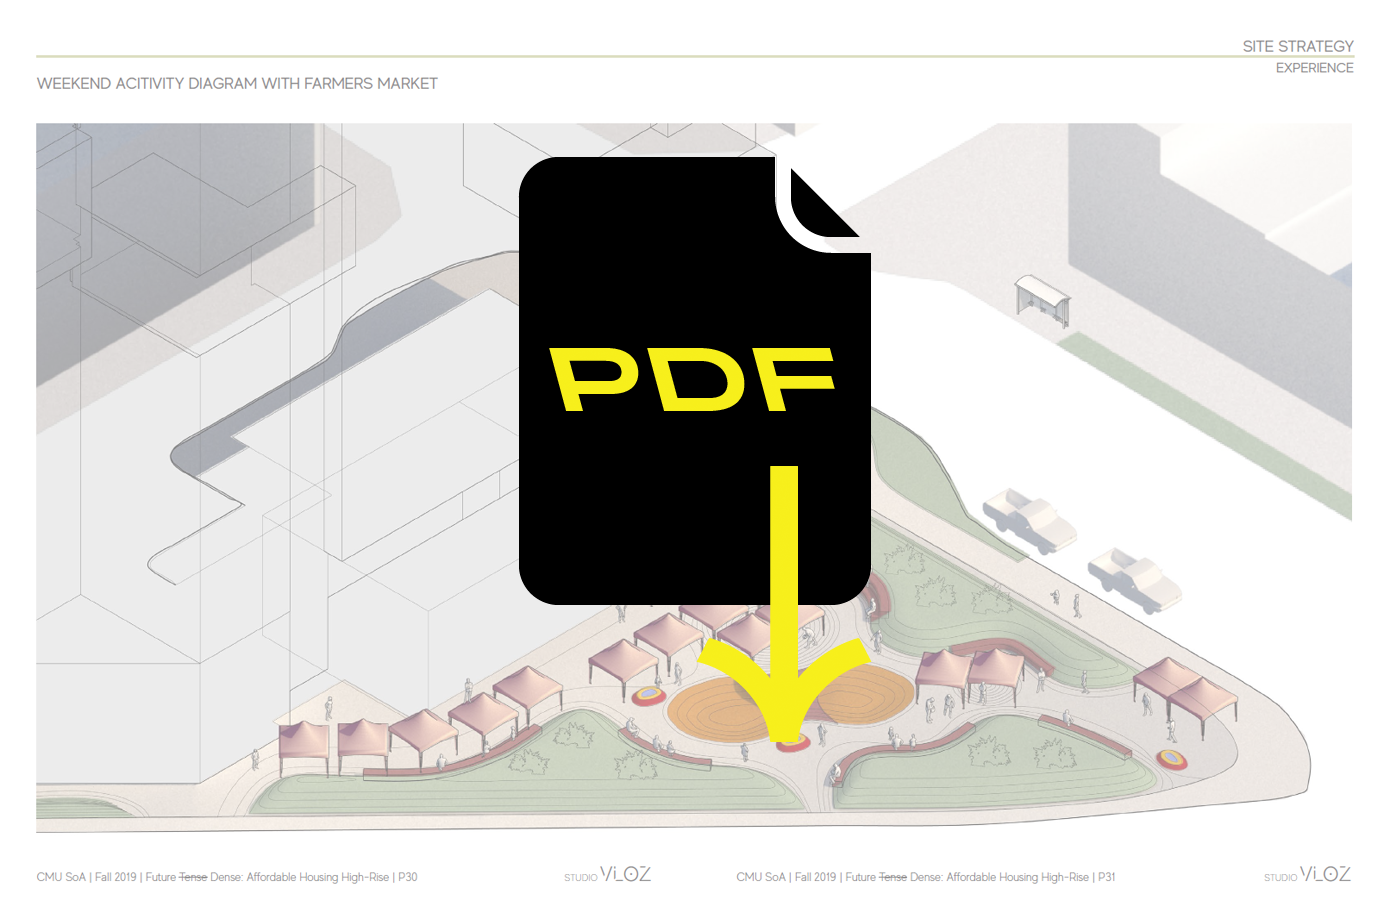 SITE STRATEGY
EXPERIENCE
WEEKEND ACITIVITY DIAGRAM WITH FARMERS MARKET
PDF
CMU SoA | Fall 2019 | Future Tense Dense: Affordable Housing High-Rise | P30
STUDIO ViLOZ
CMU SoA | Fall 2019 | Future Tense Dense: Affordable Housing High-Rise | P31
STUDIO ViLOZ